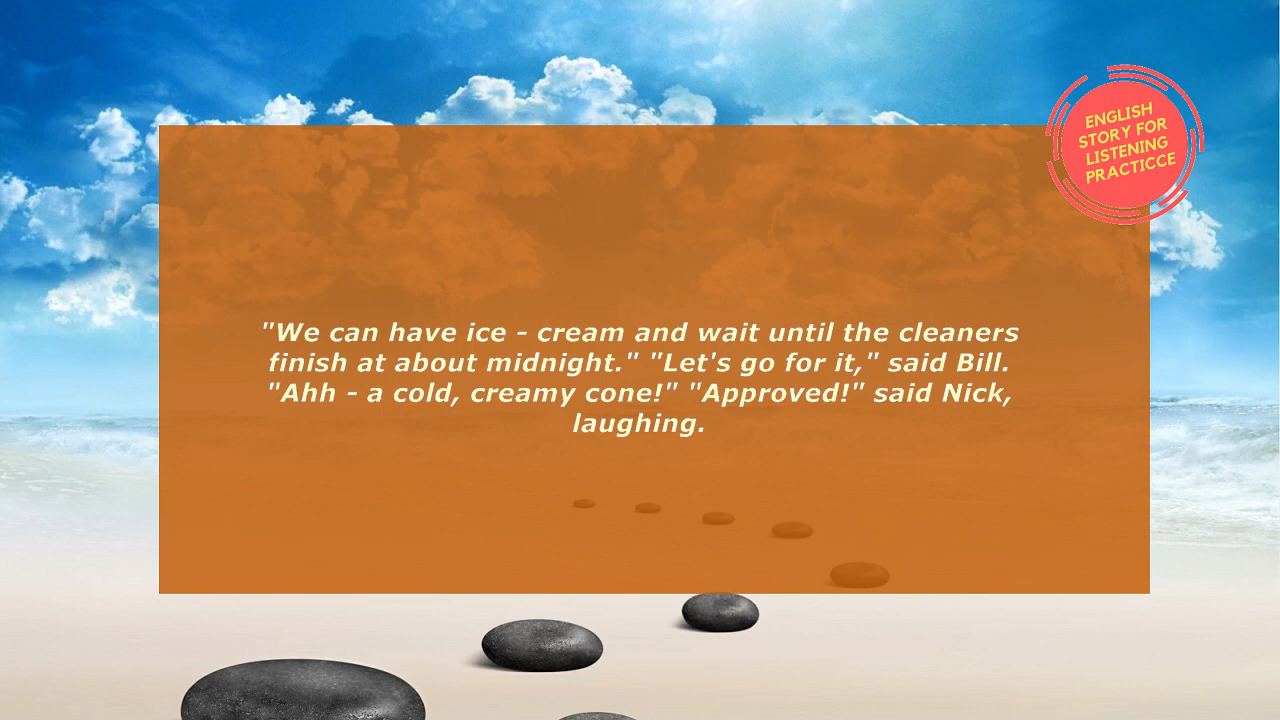 ENGLISH
STORY FOR
LISTENING
PRACTICCE
"We can have ice - cream and wait until the cleaners
finish at about midnight." "Let's go for it," said Bill.
"Ahh - a cold, creamy cone!" "Approved!" said Nick,
laughing.